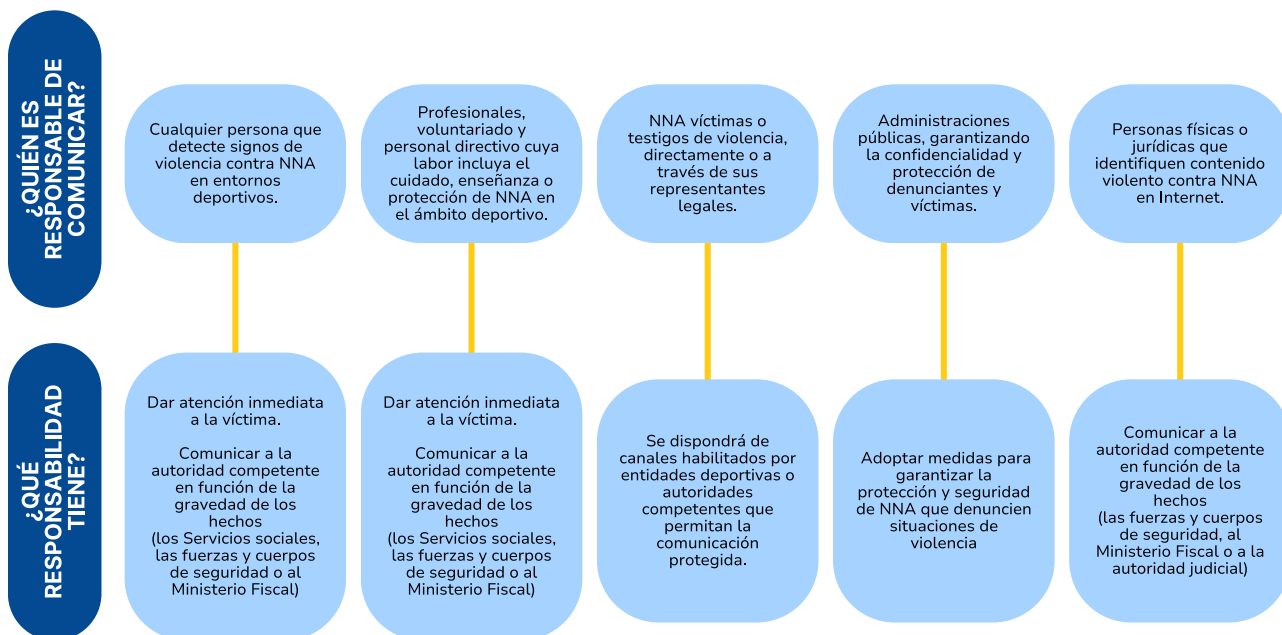 ¿QUIÉN ES
RESPONSABLE DE
COMUNICAR?
Cualquier persona que
detecte signos de
violencia contra NNA
en entornos
deportivos.
Profesionales,
voluntariado y
personal directivo cuya
labor incluya el
cuidado, enseñanza o
protección de NNA en
el ámbito deportivo.
NNA víctimas o
testigos de violencia,
directamente o a
través de sus
representantes
legales.
Administraciones
públicas, garantizando
la confidencialidad y
protección de
denunciantes y
víctimas.
Personas físicas o
jurídicas que
identifiquen contenido
violento contra NNA
en Internet.
¿QUÉ
RESPONSABILIDAD
TIENE?
Dar atención inmediata
a la víctima.
Comunicar a la
autoridad competente
en función de la
gravedad de los
hechos
(los Servicios sociales,
las fuerzas y cuerpos
de seguridad o al
Ministerio Fiscal)
Dar atención inmediata
a la víctima.
Comunicar a la
autoridad competente
en función de la
gravedad de los
hechos
(los Servicios sociales,
las fuerzas y cuerpos
de seguridad o al
Ministerio Fiscal)
Se dispondrá de
canales habilitados por
entidades deportivas o
autoridades
competentes que
permitan la
comunicación
protegida.
Adoptar medidas para
garantizar la
protección y seguridad
de NNA que denuncien
situaciones de
violencia
Comunicar a la
autoridad competente
en función de la
gravedad de los
hechos
(las fuerzas y cuerpos
de seguridad, al
Ministerio Fiscal o a la
autoridad judicial)